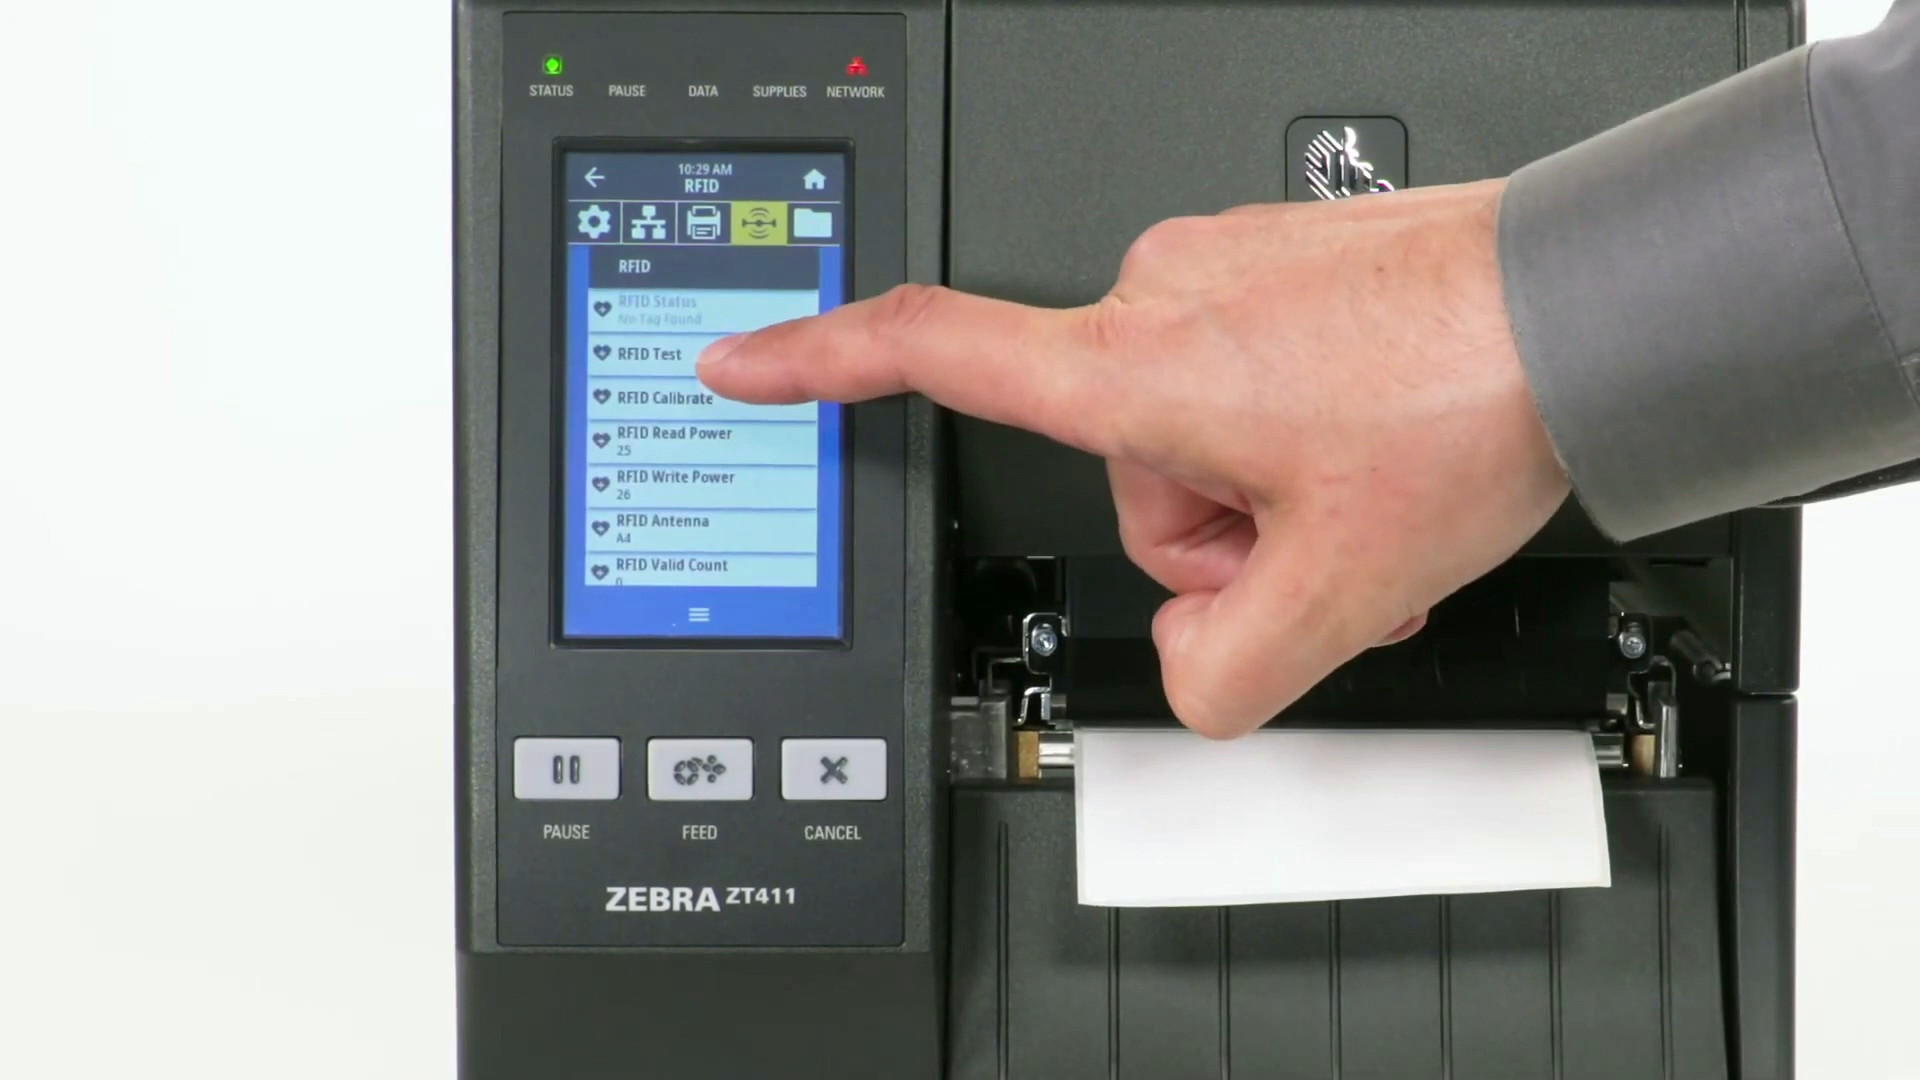 STATUS PAUSE DATA SUPPLIES NETWORK
10:29 AM
RFID
RFID
RFID Status
No Tag Found
RFID Test
RFID Calibrate
RFID Read Power
25
RFID Write Power
26
RFID Antenna
A4
RFID Valid Count
0
PAUSE FEED CANCEL
ZEBRA ZT411